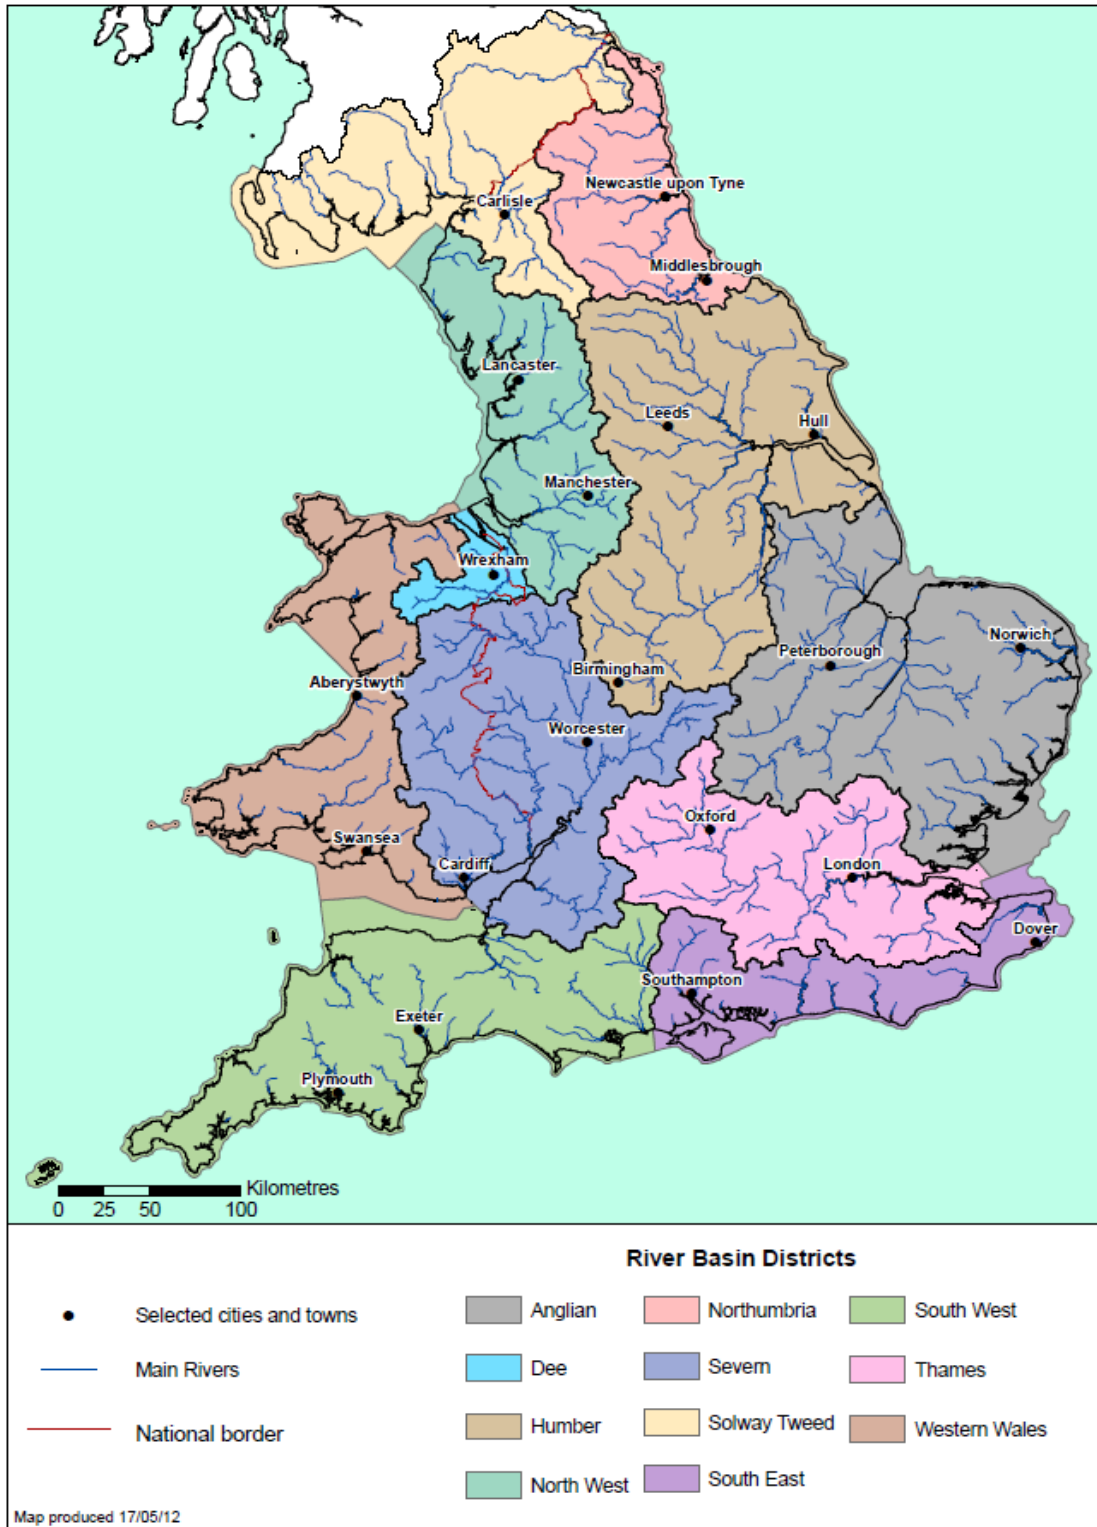 Newcastle upon Tyne
Carlisle
Middlesbrough
Lancaster
Leeds
Hull
Manchester
Wrexham
Norwich
Peterborough
Birmingham
Aberystwyth
Worcester
Oxford
Swansea
Cardiff
London
Dover
Southampton
Exeter
Plymouth
Kilometres
0 25 50 100
River Basin Districts
Selected cities and towns
Main Rivers
National border
Anglian
Northumbria
South West
Dee
Severn
Thames
Humber
Solway Tweed
Western Wales
North West
South East
Map produced 17/05/12